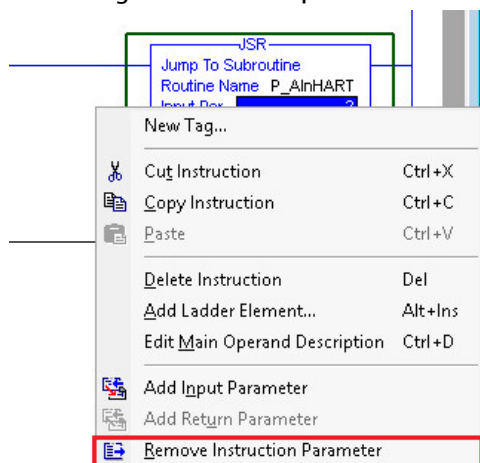 JSR
Jump To Subroutine
Routine Name P_AInHART
Input Par ?
New Tag...
Cut Instruction Ctrl+X
Copy Instruction Ctrl+C
Paste Ctrl+V
Delete Instruction Del
Add Ladder Element... Alt+Ins
Edit Main Operand Description Ctrl+D
Add Input Parameter
Add Return Parameter
Remove Instruction Parameter